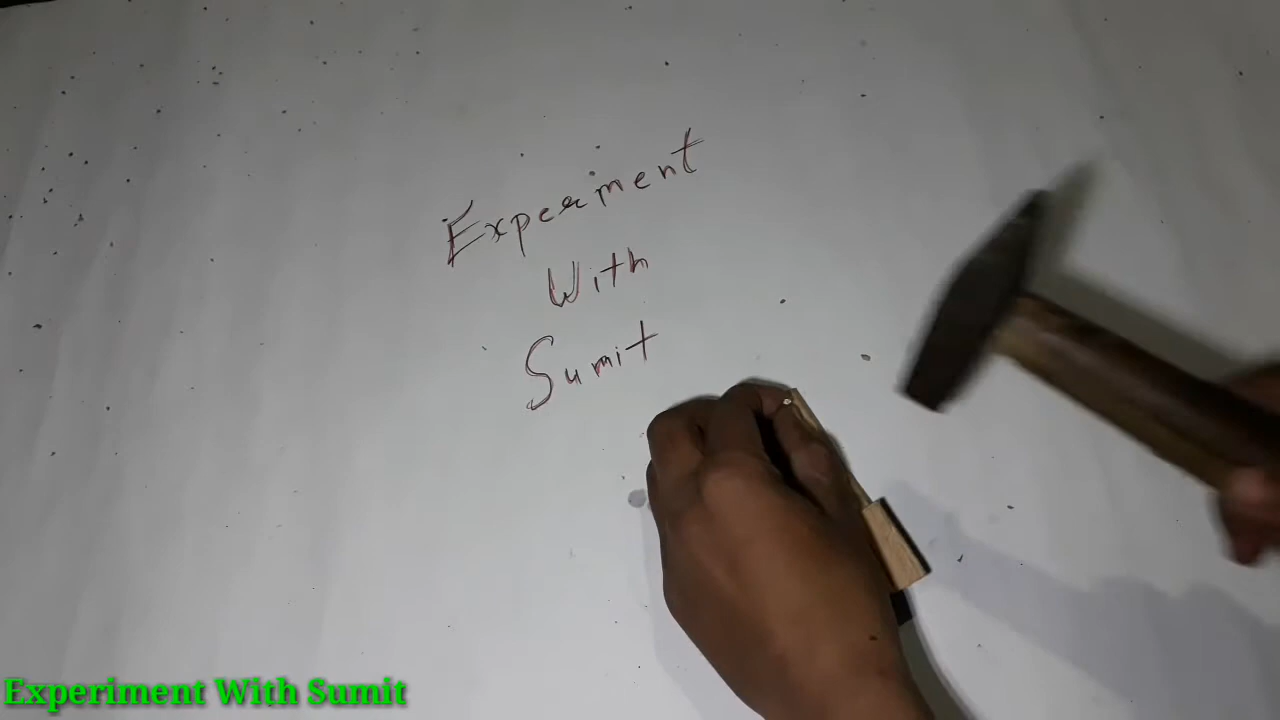 Experiment
With
Sumit
Experiment With Sumit